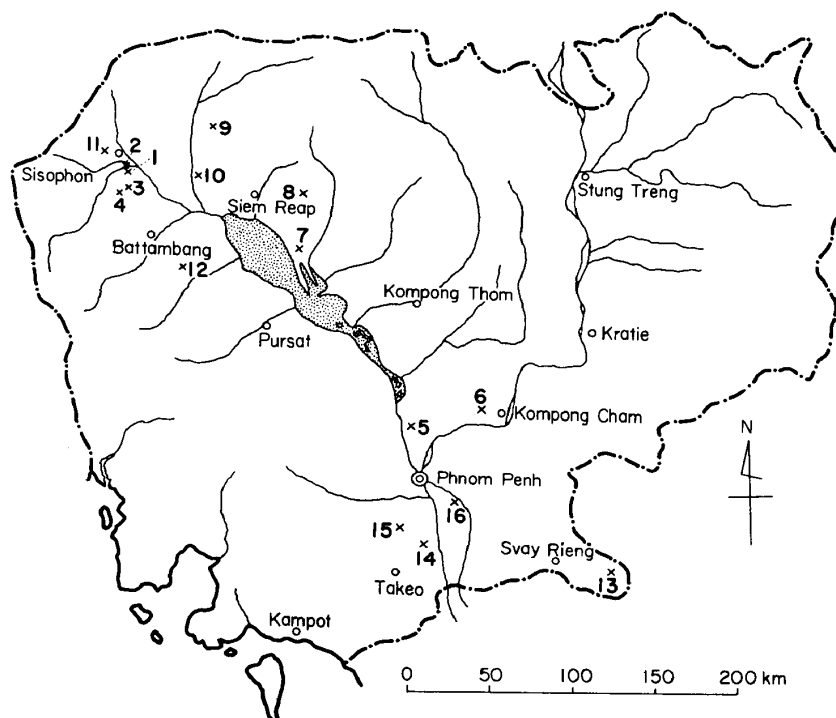 9
11
2
1
Sisophon
3
10
4
8
Siem Reap
Stung Treng
Battambang
7
12
Kompong Thom
Pursat
Kratie
6
Kompong Cham
5
N
Phnom Penh
16
15
14
Svay Rieng
13
Takeo
Kampot
0 50 100 150 200 km